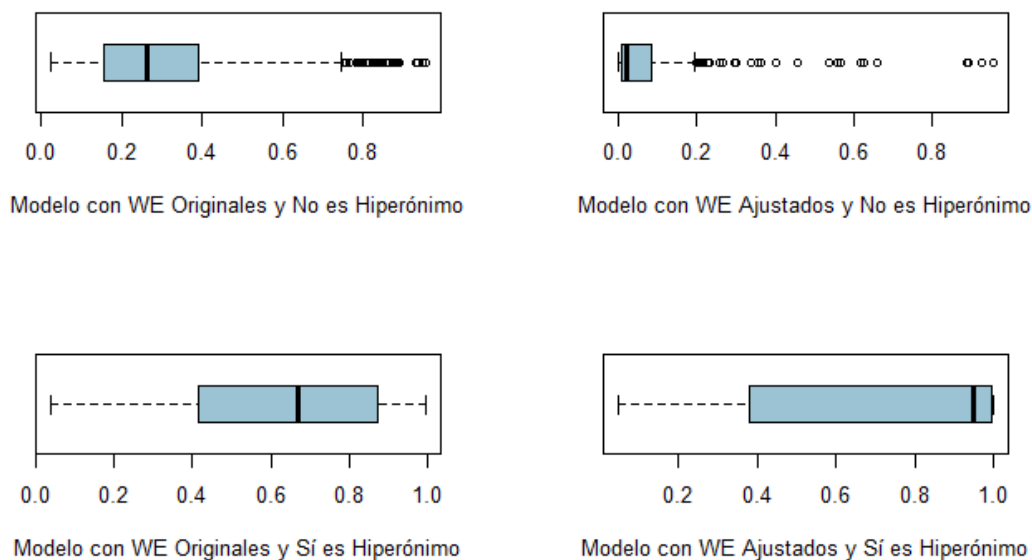 0.0 0.2 0.4 0.6 0.8
Modelo con WE Originales y No es Hiperónimo
0.0 0.2 0.4 0.6 0.8
Modelo con WE Ajustados y No es Hiperónimo
0.0 0.2 0.4 0.6 0.8 1.0
Modelo con WE Originales y Sí es Hiperónimo
0.2 0.4 0.6 0.8 1.0
Modelo con WE Ajustados y Sí es Hiperónimo